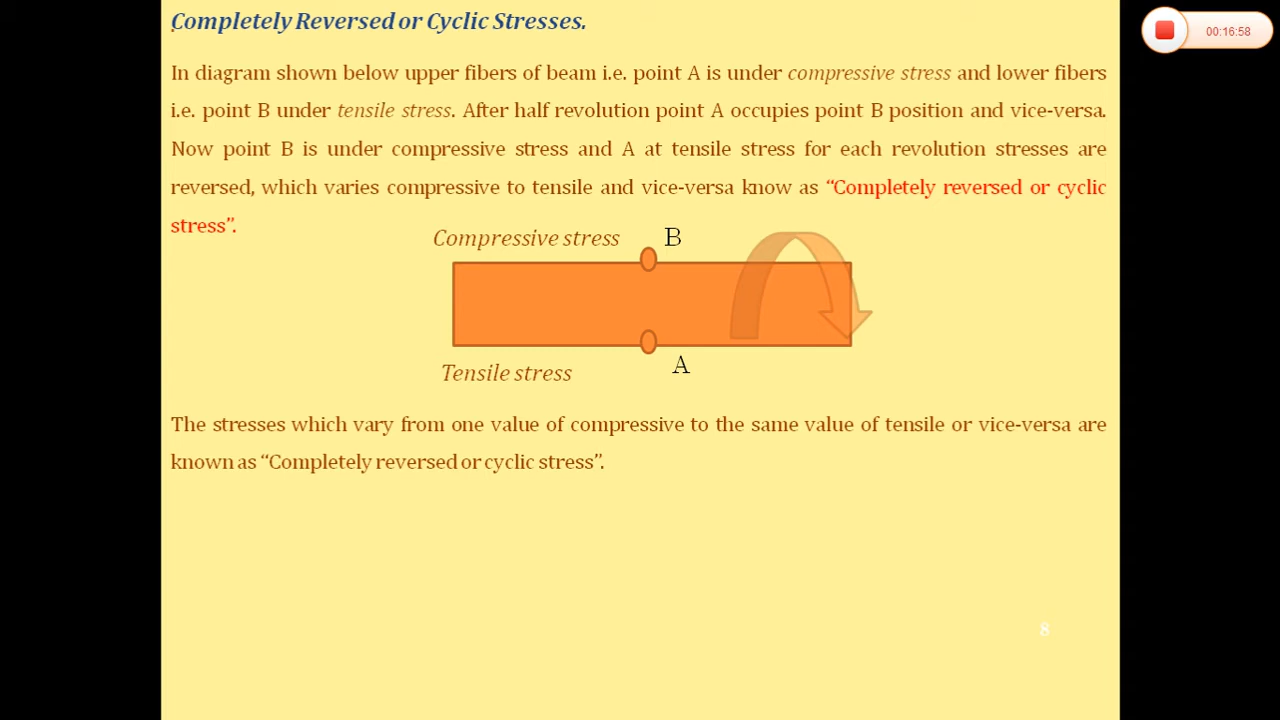 Completely Reversed or Cyclic Stresses.
00:16:58
In diagram shown below upper fibers of beam i.e. point A is under compressive stress and lower fibers
i.e. point B under tensile stress. After half revolution point A occupies point B position and vice-versa.
Now point B is under compressive stress and A at tensile stress for each revolution stresses are
reversed, which varies compressive to tensile and vice-versa know as “Completely reversed or cyclic
stress”.
Compressive stress
B
Tensile stress
A
The stresses which vary from one value of compressive to the same value of tensile or vice-versa are
known as “Completely reversed or cyclic stress”.
8